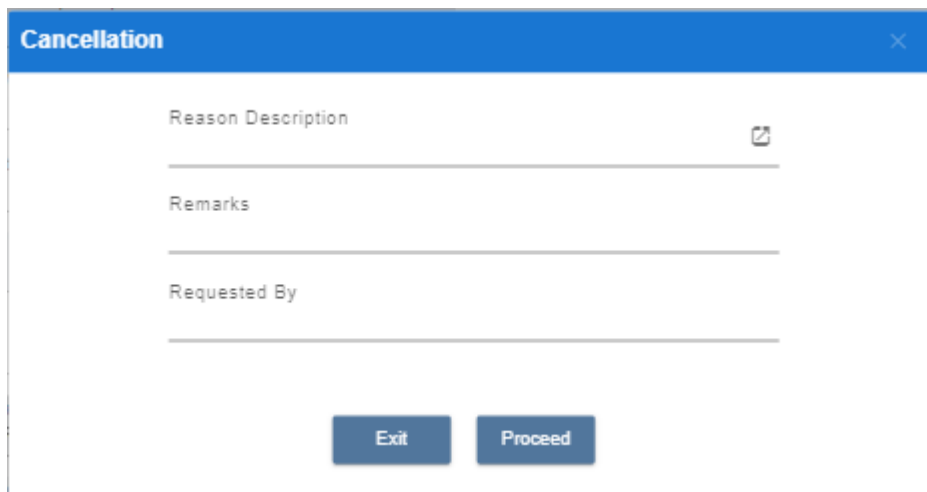 Cancellation
Reason Description
Remarks
Requested By
Exit Proceed